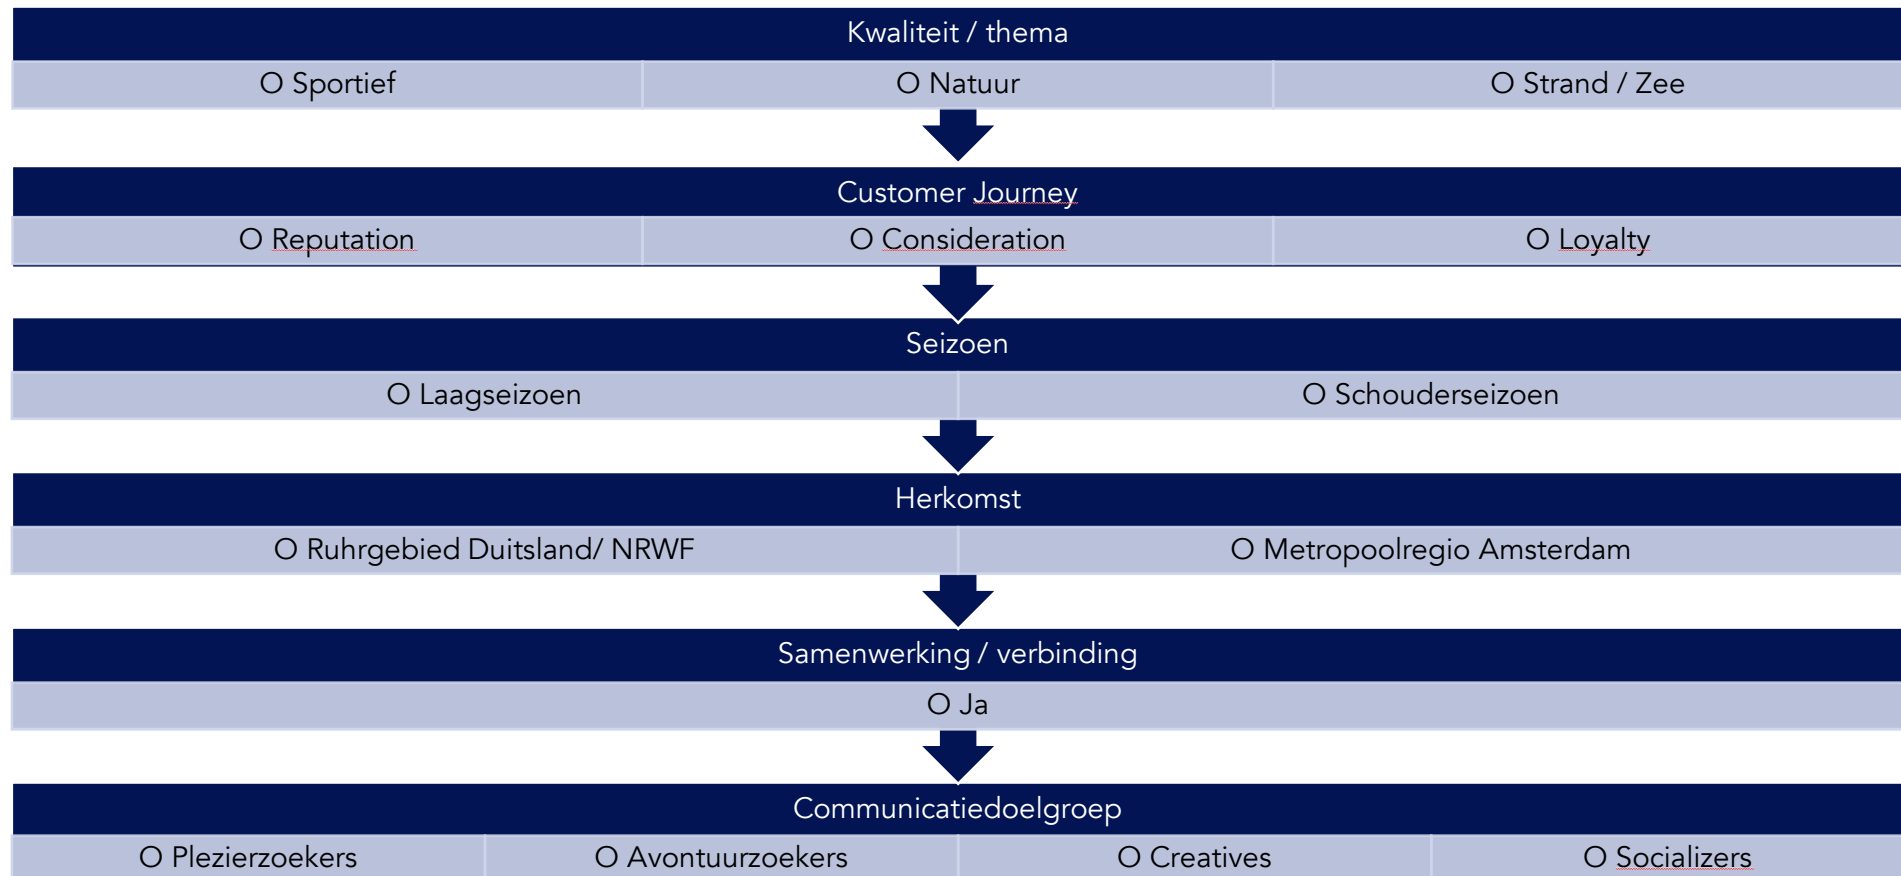 Kwaliteit / thema
O Sportief
O Natuur
O Strand / Zee
Customer Journey
O Reputation
O Consideration
O Loyalty
Seizoen
O Laagseizoen
O Schouderseizoen
Herkomst
O Ruhrgebied Duitsland/ NRWF
O Metropoolregio Amsterdam
Samenwerking / verbinding
O Ja
Communicatiedoelgroep
O Plezierzoekers
O Avontuurzoekers
O Creatives
O Socializers